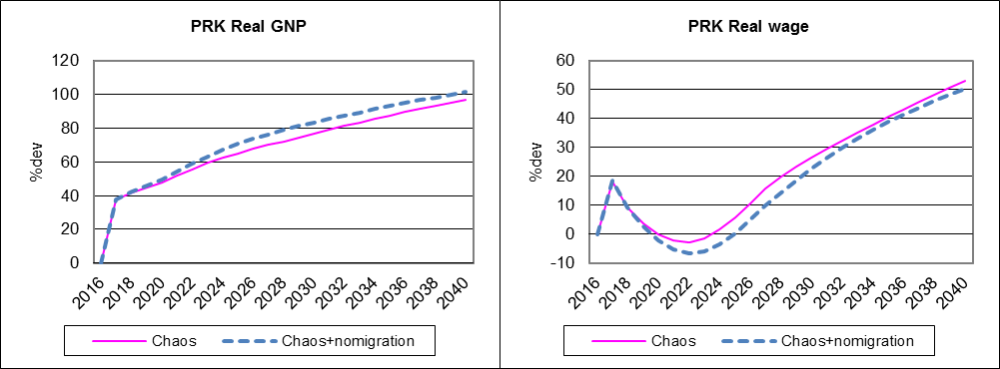 PRK Real GNP
120
100
80
60
40
20
0
%dev
2016 2018 2020 2022 2024 2026 2028 2030 2032 2034 2036 2038 2040
Chaos Chaos+nomigration
PRK Real wage
60
50
40
30
20
10
0
-10
%dev
2016 2018 2020 2022 2024 2026 2028 2030 2032 2034 2036 2038 2040
Chaos Chaos+nomigration